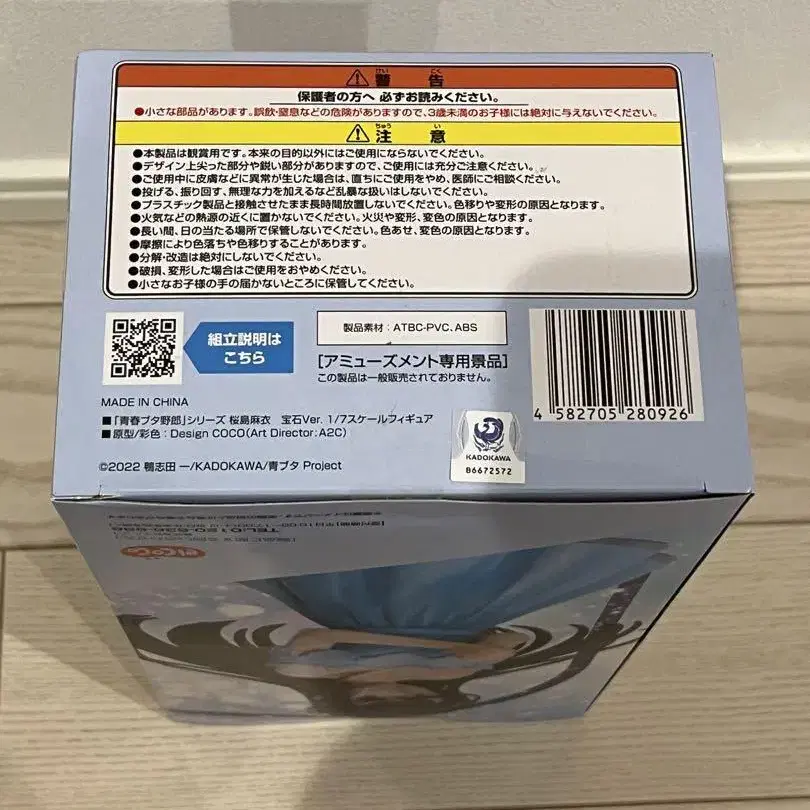 警告
けいこく
保護者の方へ 必ずお読みください。
●小さな部品があります。誤飲・窒息などの危険がありますので、3歳未満のお子様には絶対に与えないでください。
注意
ちゅうい
●本製品は観賞用です。本来の目的以外にはご使用にならないでください。
●デザイン上尖った部分や鋭い部分がありますので、ご使用には充分ご注意ください。
●ご使用中に皮膚などに異常が生じた場合は、直ちにご使用をやめ、医師にご相談ください。
●投げる、振り回す、無理な力を加えるなど乱暴な扱いはしないでください。
●プラスチック製品と接触させたまま長時間放置しないでください。色移りや変形の原因となります。
●火気などの熱源の近くに置かないでください。火災や変形、変色の原因となります。
●長い間、日の当たる場所で保管しないでください。色あせ、変色の原因となります。
●摩擦により色落ちや色移りすることがあります。
●分解・改造は絶対にしないでください。
●破損、変形した場合はご使用をおやめください。
●小さなお子様の手の届かないところに保管してください。
組立説明は
こちら
製品素材：ATBC-PVC、ABS
[アミューズメント専用景品]
この製品は一般販売されておりません。
4 582705 280926
MADE IN CHINA
■「青春ブタ野郎」シリーズ 桜島麻衣 宝石Ver. 1/7スケールフィギュア
■原型/彩色：Design COCO(Art Director:A2C)
KADOKAWA
B6672572
©2022 鴨志田 一/KADOKAWA/青ブタ Project
elCOCO